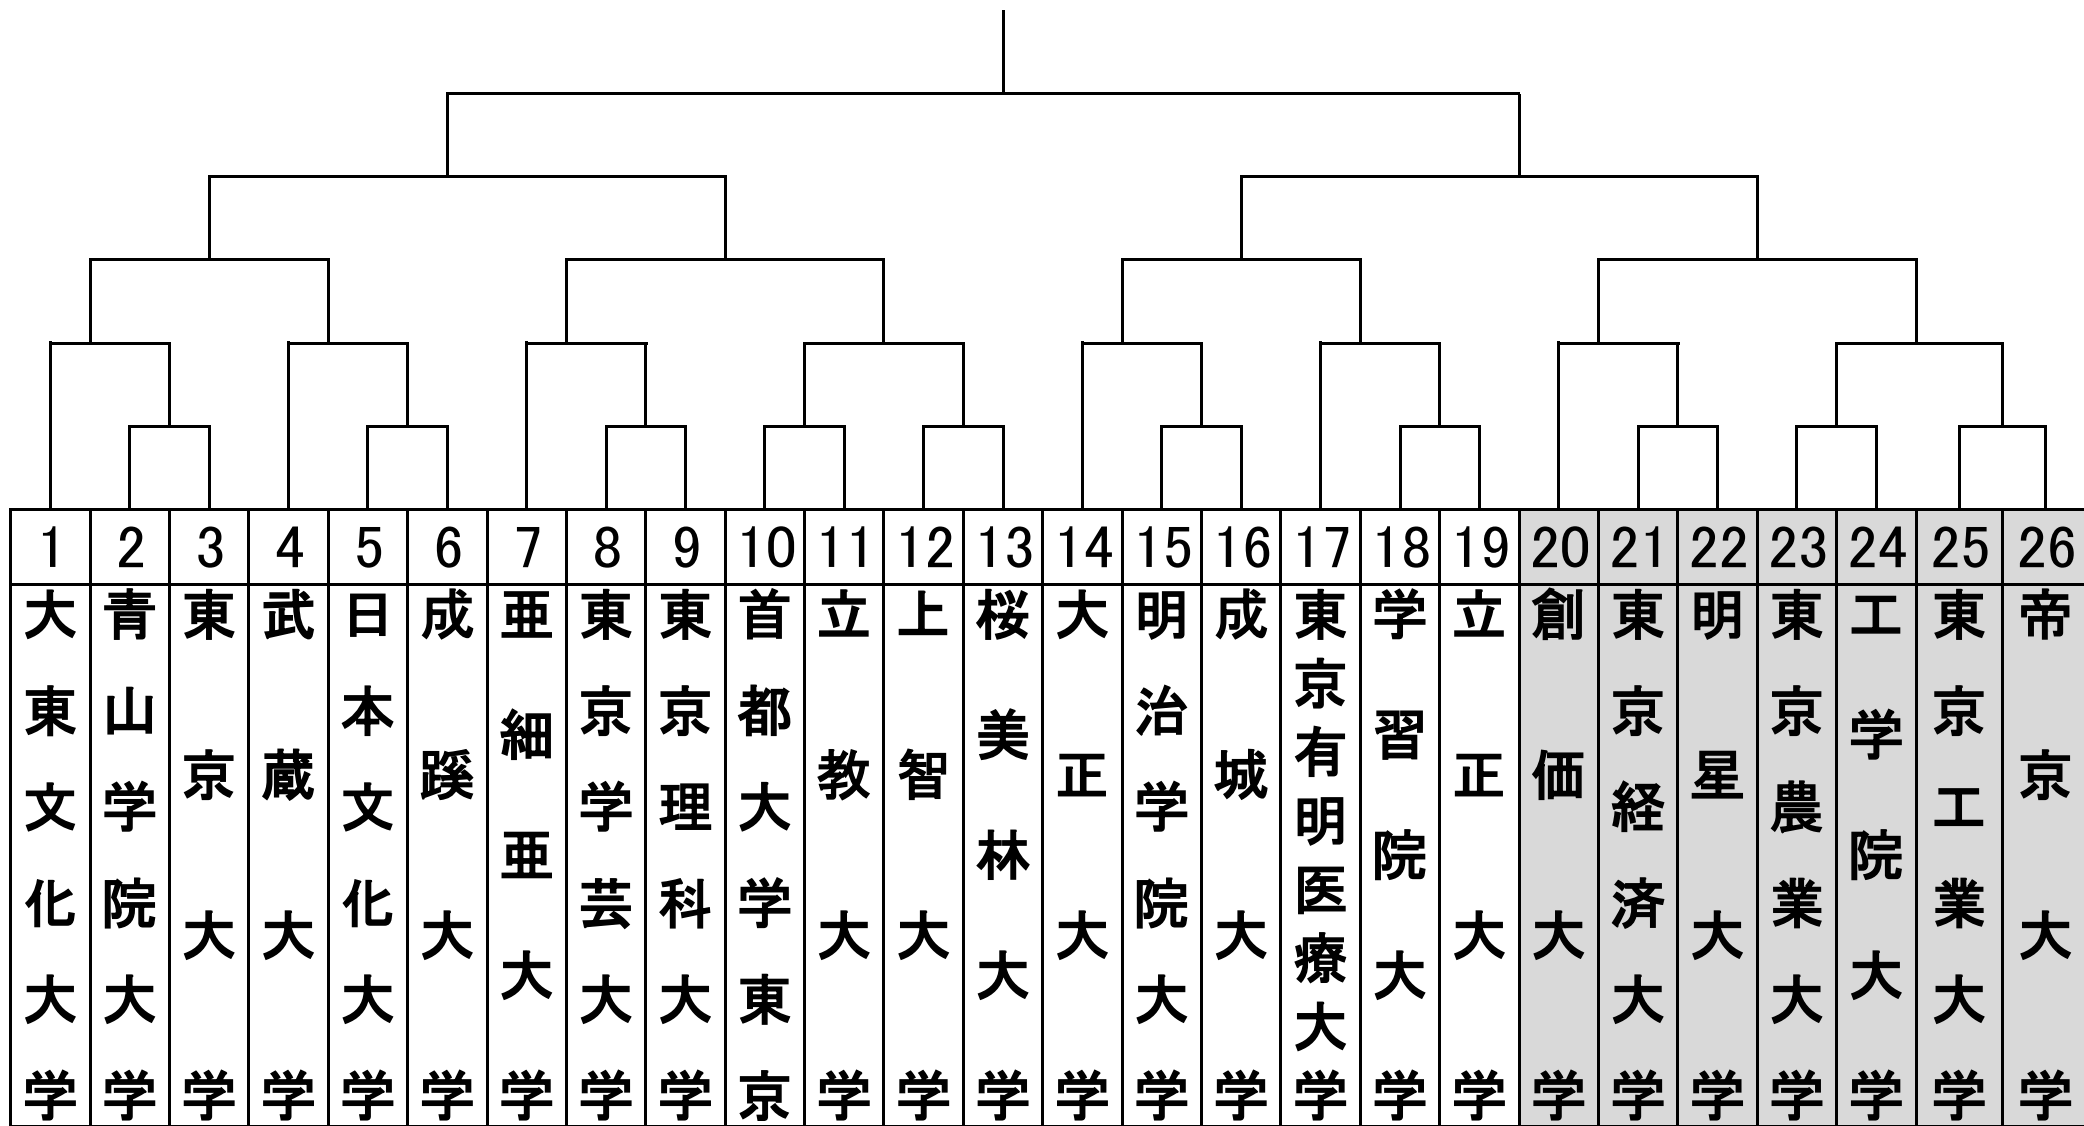 1 2 3 4 5 6 7 8 9 10 11 12 13 14 15 16 17 18 19 20 21 22 23 24 25 26
大東文化大学
青山学院大学
東京大学
武蔵大学
日本文化大学
成蹊大学
亜細亜大学
東京学芸大学
東京理科大学
首都大学東京
立教大学
上智大学
桜美林大学
大正大学
明治学院大学
成城大学
東京有明医療大学
学習院大学
立正大学
創価大学
東京経済大学
明星大学
東京農業大学
工学院大学
東京工業大学
帝京大学